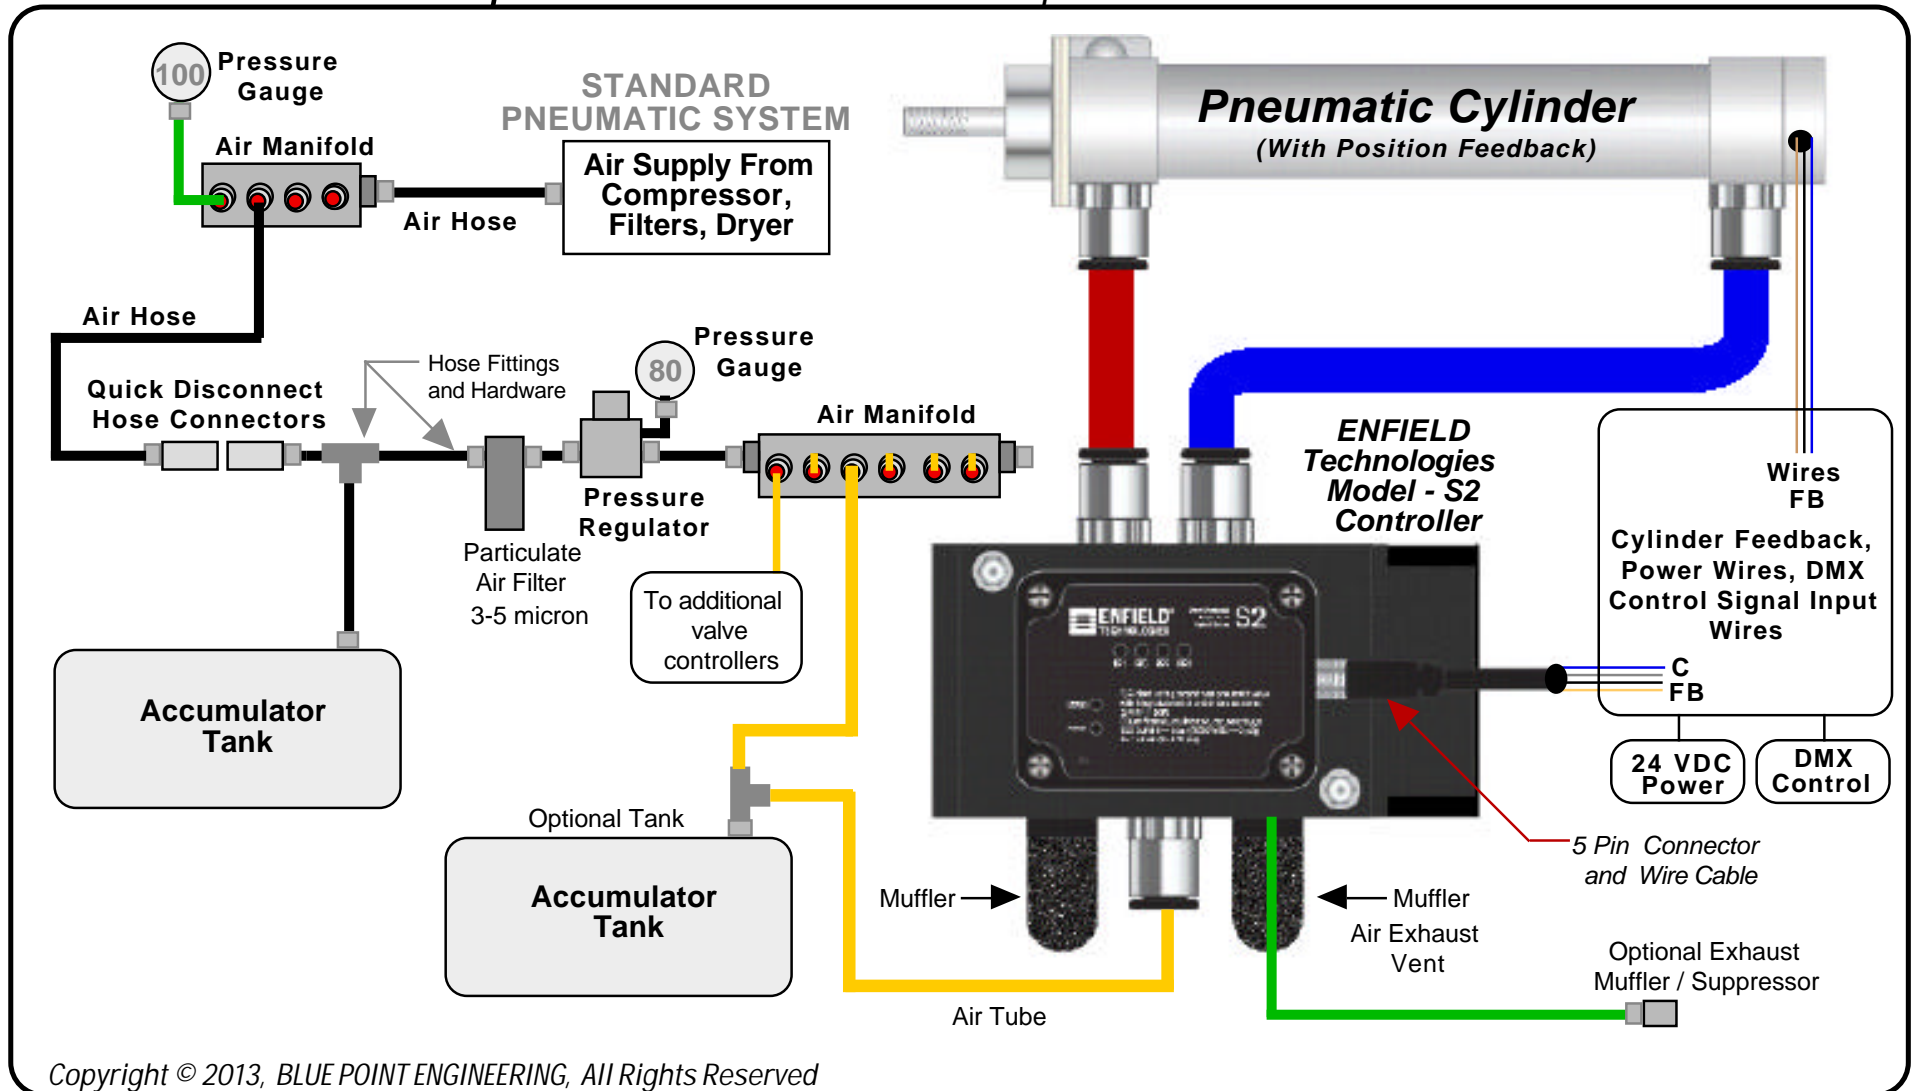 100
Pressure
Gauge
STANDARD
PNEUMATIC SYSTEM
Air Manifold
Air Supply From
Compressor,
Filters, Dryer
Air Hose
Pneumatic Cylinder
(With Position Feedback)
Air Hose
Hose Fittings
and Hardware
80
Pressure
Gauge
Quick Disconnect
Hose Connectors
Air Manifold
Pressure
Regulator
Particulate
Air Filter
3-5 micron
To additional
valve
controllers
Accumulator
Tank
Optional Tank
Accumulator
Tank
ENFIELD
Technologies
Model - S2
Controller
ENFIELD
TECHNOLOGIES
S2
Wires
FB
Cylinder Feedback,
Power Wires, DMX
Control Signal Input
Wires
C
FB
24 VDC
Power
DMX
Control
5 Pin Connector
and Wire Cable
Muffler
Muffler
Air Exhaust
Vent
Optional Exhaust
Muffler / Suppressor
Air Tube
Copyright © 2013, BLUE POINT ENGINEERING, All Rights Reserved